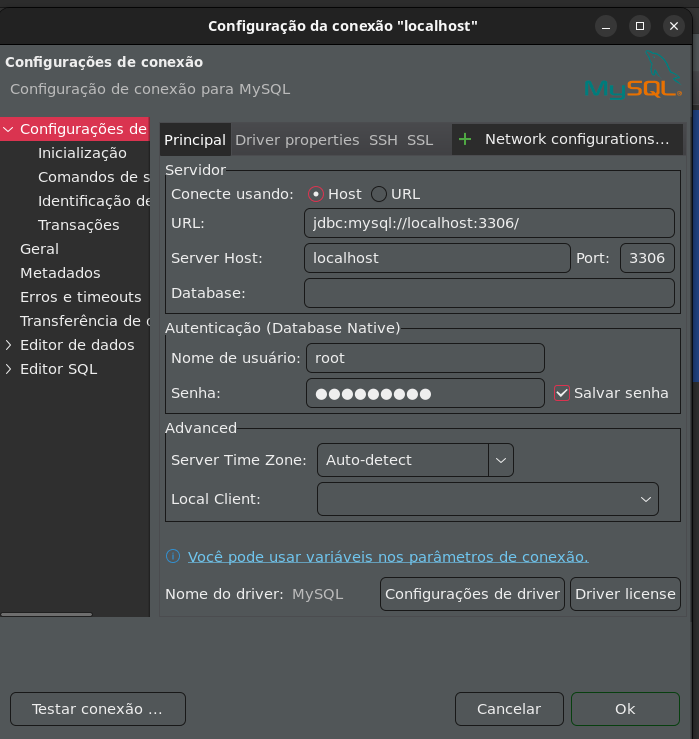 Configuração da conexão "localhost"
Configurações de conexão
Configuração de conexão para MySQL
MySQL
Configurações de
Inicialização
Comandos de s
Identificação de
Transações
Geral
Metadados
Erros e timeouts
Transferência de
Editor de dados
Editor SQL
Principal Driver properties SSH SSL + Network configurations...
Servidor
Conecte usando: Host URL
URL: jdbc:mysql://localhost:3306/
Server Host: localhost Port: 3306
Database:
Autenticação (Database Native)
Nome de usuário: root
Senha: ●●●●●●●●● Salvar senha
Advanced
Server Time Zone: Auto-detect
Local Client:
Você pode usar variáveis nos parâmetros de conexão.
Nome do driver: MySQL Configurações de driver Driver license
Testar conexão ... Cancelar Ok